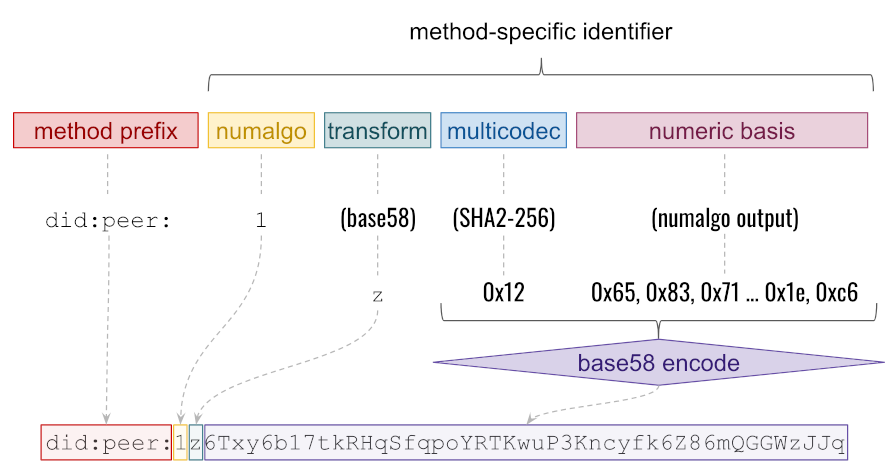 method-specific identifier
method prefix numalgo transform multicodec numeric basis
did:peer: 1 (base58) (SHA2-256) (numalgo output)
z 0x12 0x65, 0x83, 0x71 ... 0x1e, 0xc6
base58 encode
did:peer:1z6Txy6b17tkRHqSfqpoYRTKwuP3Kncyfk6Z86mQGGWzJJq